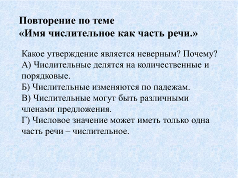 Повторение по теме
«Имя числительное как часть речи.»
Какое утверждение является неверным? Почему?
А) Числительные делятся на количественные и
порядковые.
Б) Числительные изменяются по падежам.
В) Числительные могут быть различными
членами предложения.
Г) Числовое значение может иметь только одна
часть речи – числительное.